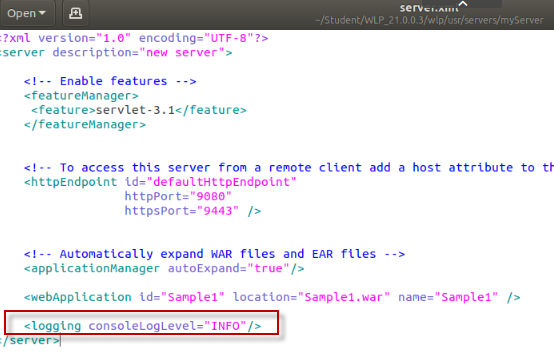 Open
server.xml
~/Student/WLP_21.0.0.3/wlp/usr/servers/myServer
<?xml version="1.0" encoding="UTF-8"?>
<server description="new server">
<!-- Enable features -->
<featureManager>
<feature>servlet-3.1</feature>
</featureManager>
<!-- To access this server from a remote client add a host attribute to th
<httpEndpoint id="defaultHttpEndpoint"
httpPort="9080"
httpsPort="9443" />
<!-- Automatically expand WAR files and EAR files -->
<applicationManager autoExpand="true"/>
<webApplication id="Sample1" location="Sample1.war" name="Sample1" />
<logging consoleLogLevel="INFO"/>
</server>